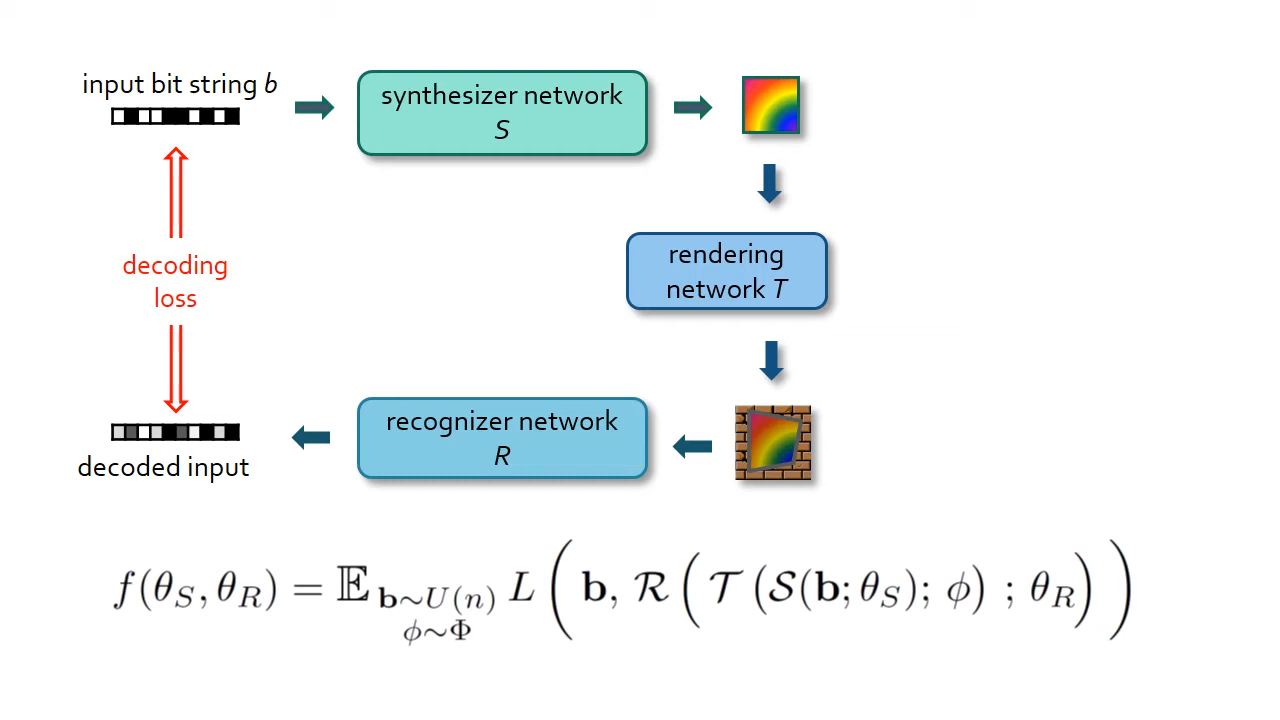 input bit string b
synthesizer network
S
rendering
network T
decoding
loss
recognizer network
R
decoded input
f(θ_S, θ_R) = 𝔼_{b∼U(n), ϕ∼Φ} L ( b, ℛ ( 𝒯 ( 𝒮(b; θ_S); ϕ) ; θ_R ) )